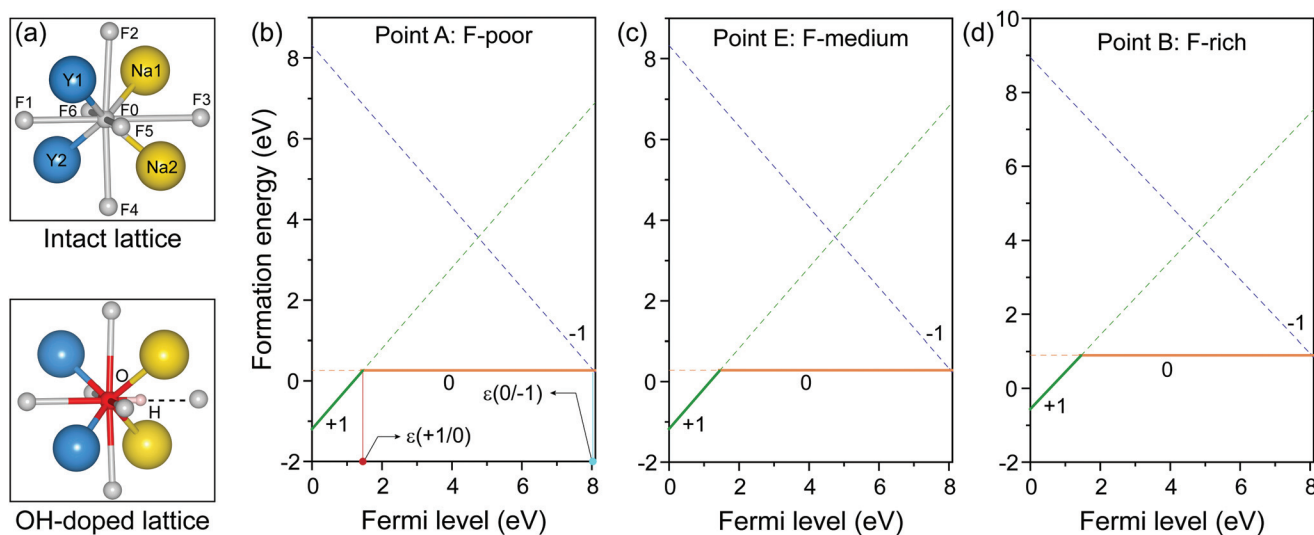 (a)
F2
Y1
Na1
F1
F6
F0
F3
F5
Y2
Na2
F4
Intact lattice
O
H
OH-doped lattice
(b)
Point A: F-poor
Formation energy (eV)
8
6
4
2
0
-2
-1
0
+1
ε(0/-1)
ε(+1/0)
0 2 4 6 8
Fermi level (eV)
(c)
Point E: F-medium
8
6
4
2
0
-2
-1
0
+1
0 2 4 6 8
Fermi level (eV)
(d)
Point B: F-rich
10
8
6
4
2
0
-2
-1
0
+1
0 2 4 6 8
Fermi level (eV)